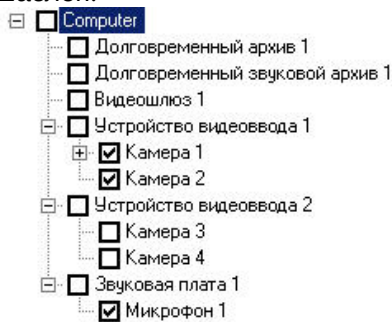 Computer
Долговременный архив 1
Долговременный звуковой архив 1
Видеошлюз 1
Устройство видеоввода 1
Камера 1
Камера 2
Устройство видеоввода 2
Камера 3
Камера 4
Звуковая плата 1
Микрофон 1